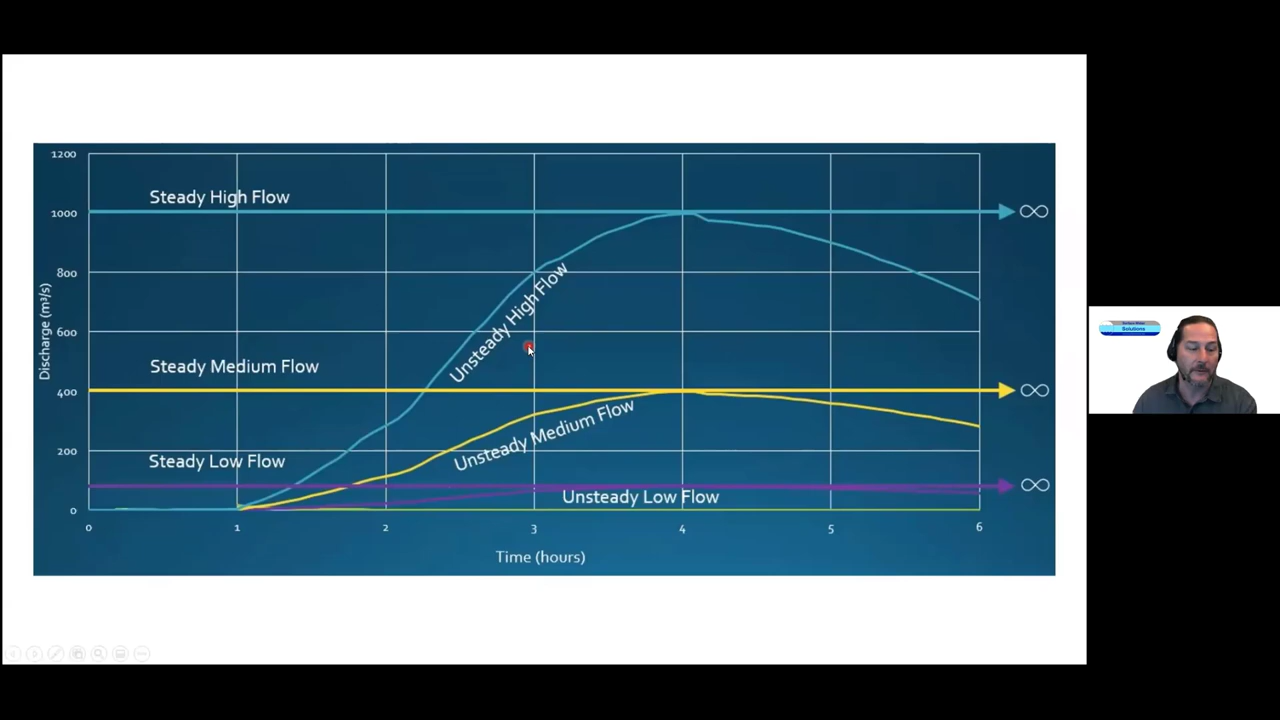 1200
Steady High Flow
1000
∞
800
Unsteady High Flow
Discharge (m³/s)
600
Steady Medium Flow
400
∞
Unsteady Medium Flow
200
Steady Low Flow
∞
Unsteady Low Flow
0
0 1 2 3 4 5 6
Time (hours)
Solutions